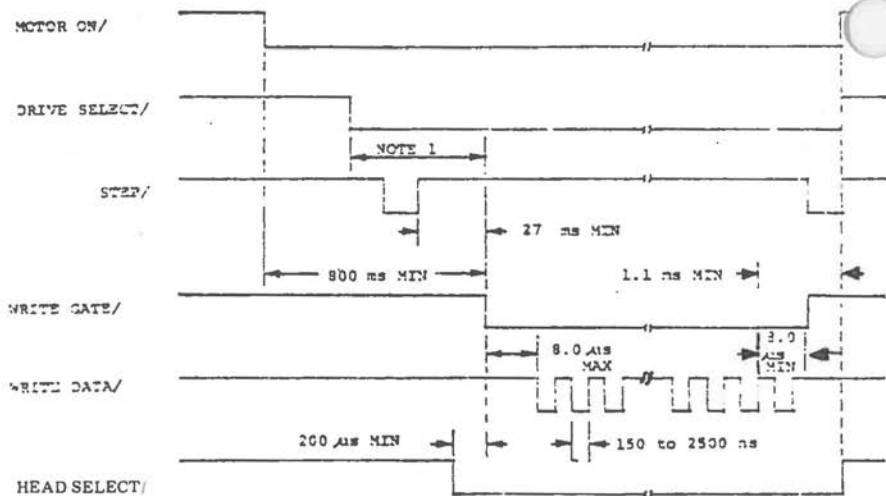 MOTOR ON/
DRIVE SELECT/
NOTE 1
STEP/
27 ms MIN
800 ms MIN
1.1 ms MIN
WRITE GATE/
8.0 µs
MAX
3.0
µs
MIN
WRITE DATA/
200 µs MIN
150 to 2500 ns
HEAD SELECT/